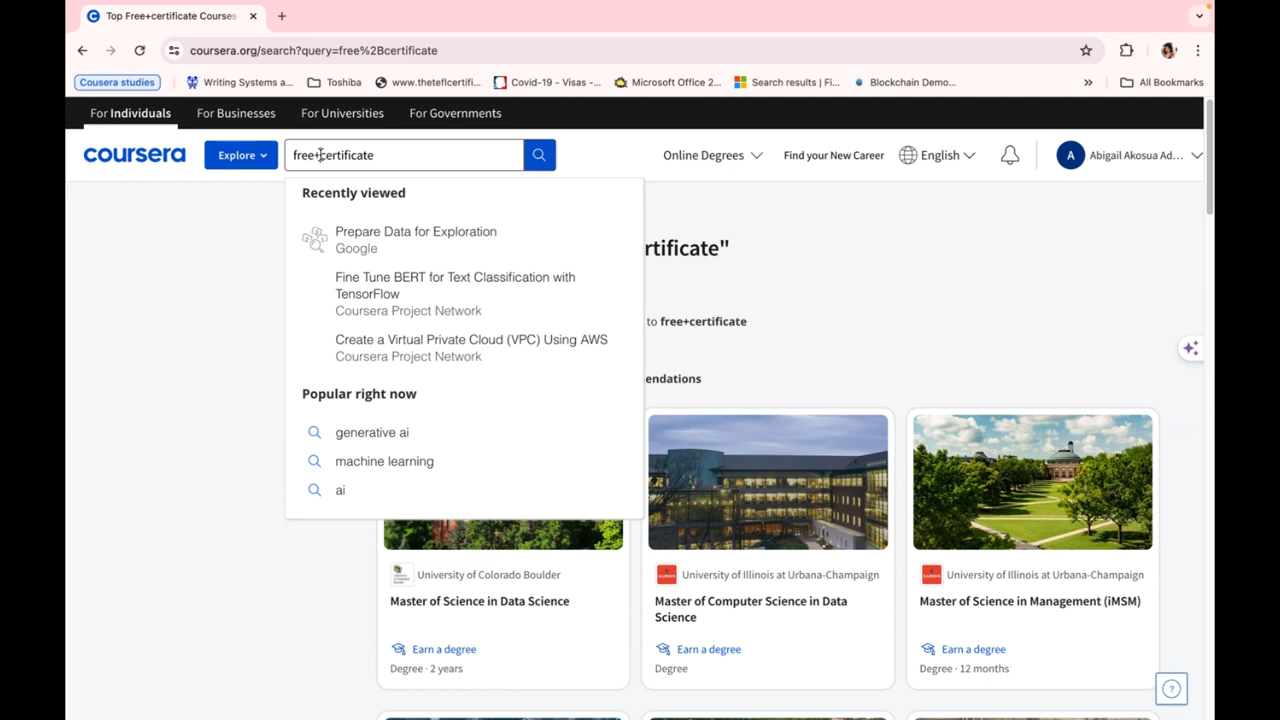 Top Free+certificate Courses
coursera.org/search?query=free%2Bcertificate
Cousera studies
Writing Systems a...
Toshiba
www.theteflcertifi...
Covid-19 - Visas -...
Microsoft Office 2...
Search results | Fi...
Blockchain Demo...
All Bookmarks
For Individuals
For Businesses
For Universities
For Governments
coursera
Explore
free+certificate
Online Degrees
Find your New Career
English
A
Abigail Akosua Ad...
Recently viewed
Prepare Data for Exploration
Google
Fine Tune BERT for Text Classification with
TensorFlow
Coursera Project Network
Create a Virtual Private Cloud (VPC) Using AWS
Coursera Project Network
Popular right now
generative ai
machine learning
ai
rtificate"
to free+certificate
endations
University of Colorado Boulder
Master of Science in Data Science
Earn a degree
Degree · 2 years
ILLINOIS
University of Illinois at Urbana-Champaign
Master of Computer Science in Data
Science
Earn a degree
Degree
ILLINOIS
University of Illinois at Urbana-Champaign
Master of Science in Management (iMSM)
Earn a degree
Degree · 12 months